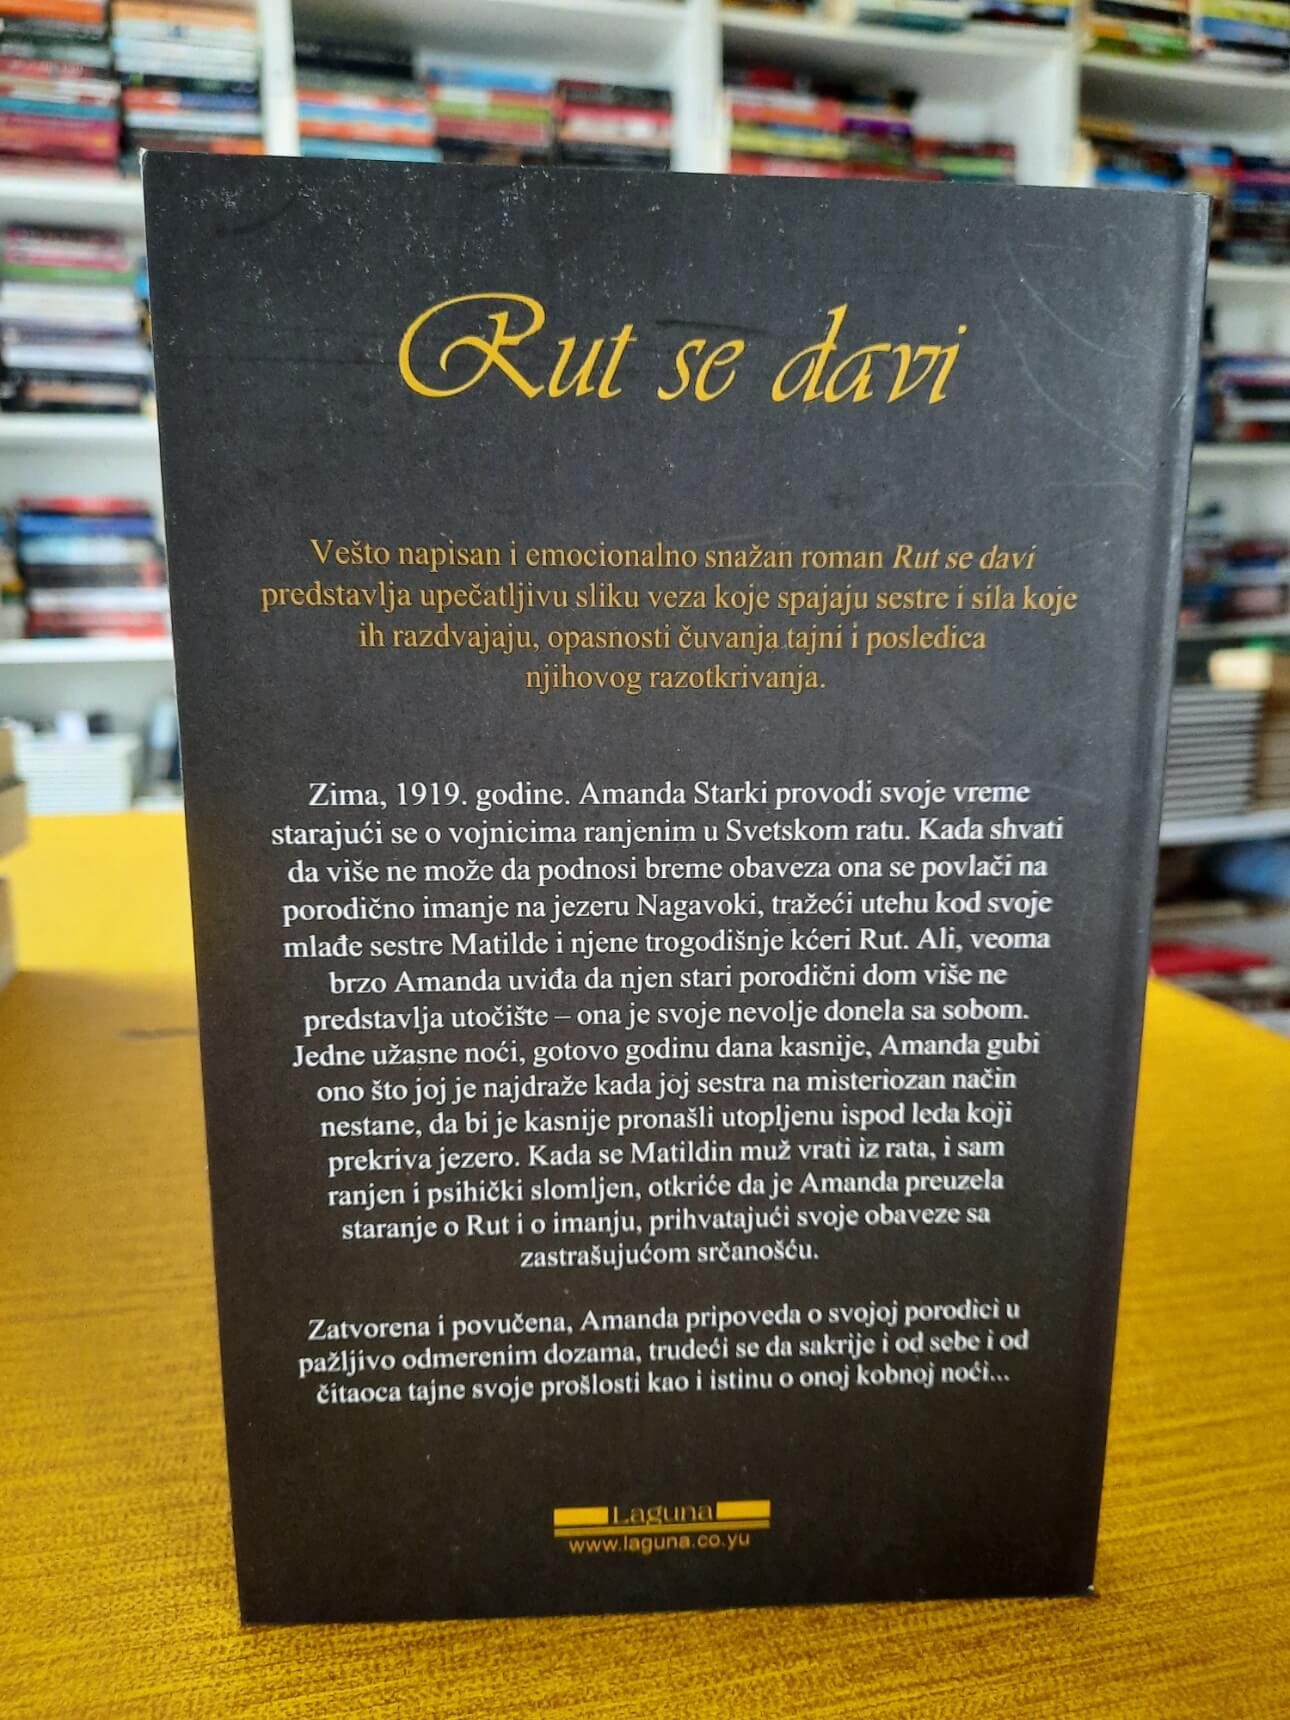 Rut se davi
Vešto napisan i emocionalno snažan roman Rut se davi
predstavlja upečatljivu sliku veza koje spajaju sestre i sila koje
ih razdvajaju, opasnosti čuvanja tajni i posledica
njihovog razotkrivanja.
Zima, 1919. godine. Amanda Starki provodi svoje vreme
starajući se o vojnicima ranjenim u Svetskom ratu. Kada shvati
da više ne može da podnosi breme obaveza ona se povlači na
porodično imanje na jezeru Nagavoki, tražeći utehu kod svoje
mlađe sestre Matilde i njene trogodišnje kćeri Rut. Ali, veoma
brzo Amanda uviđa da njen stari porodični dom više ne
predstavlja utočište – ona je svoje nevolje donela sa sobom.
Jedne užasne noći, gotovo godinu dana kasnije, Amanda gubi
ono što joj je najdraže kada joj sestra na misteriozan način
nestane, da bi je kasnije pronašli utopljenu ispod leda koji
prekriva jezero. Kada se Matildin muž vrati iz rata, i sam
ranjen i psihički slomljen, otkriće da je Amanda preuzela
staranje o Rut i o imanju, prihvatajući svoje obaveze sa
zastrašujućom srčanošću.
Zatvorena i povučena, Amanda pripoveda o svojoj porodici u
pažljivo odmerenim dozama, trudeći se da sakrije i od sebe i od
čitaoca tajne svoje prošlosti kao i istinu o onoj kobnoj noći...
Laguna
www.laguna.co.yu